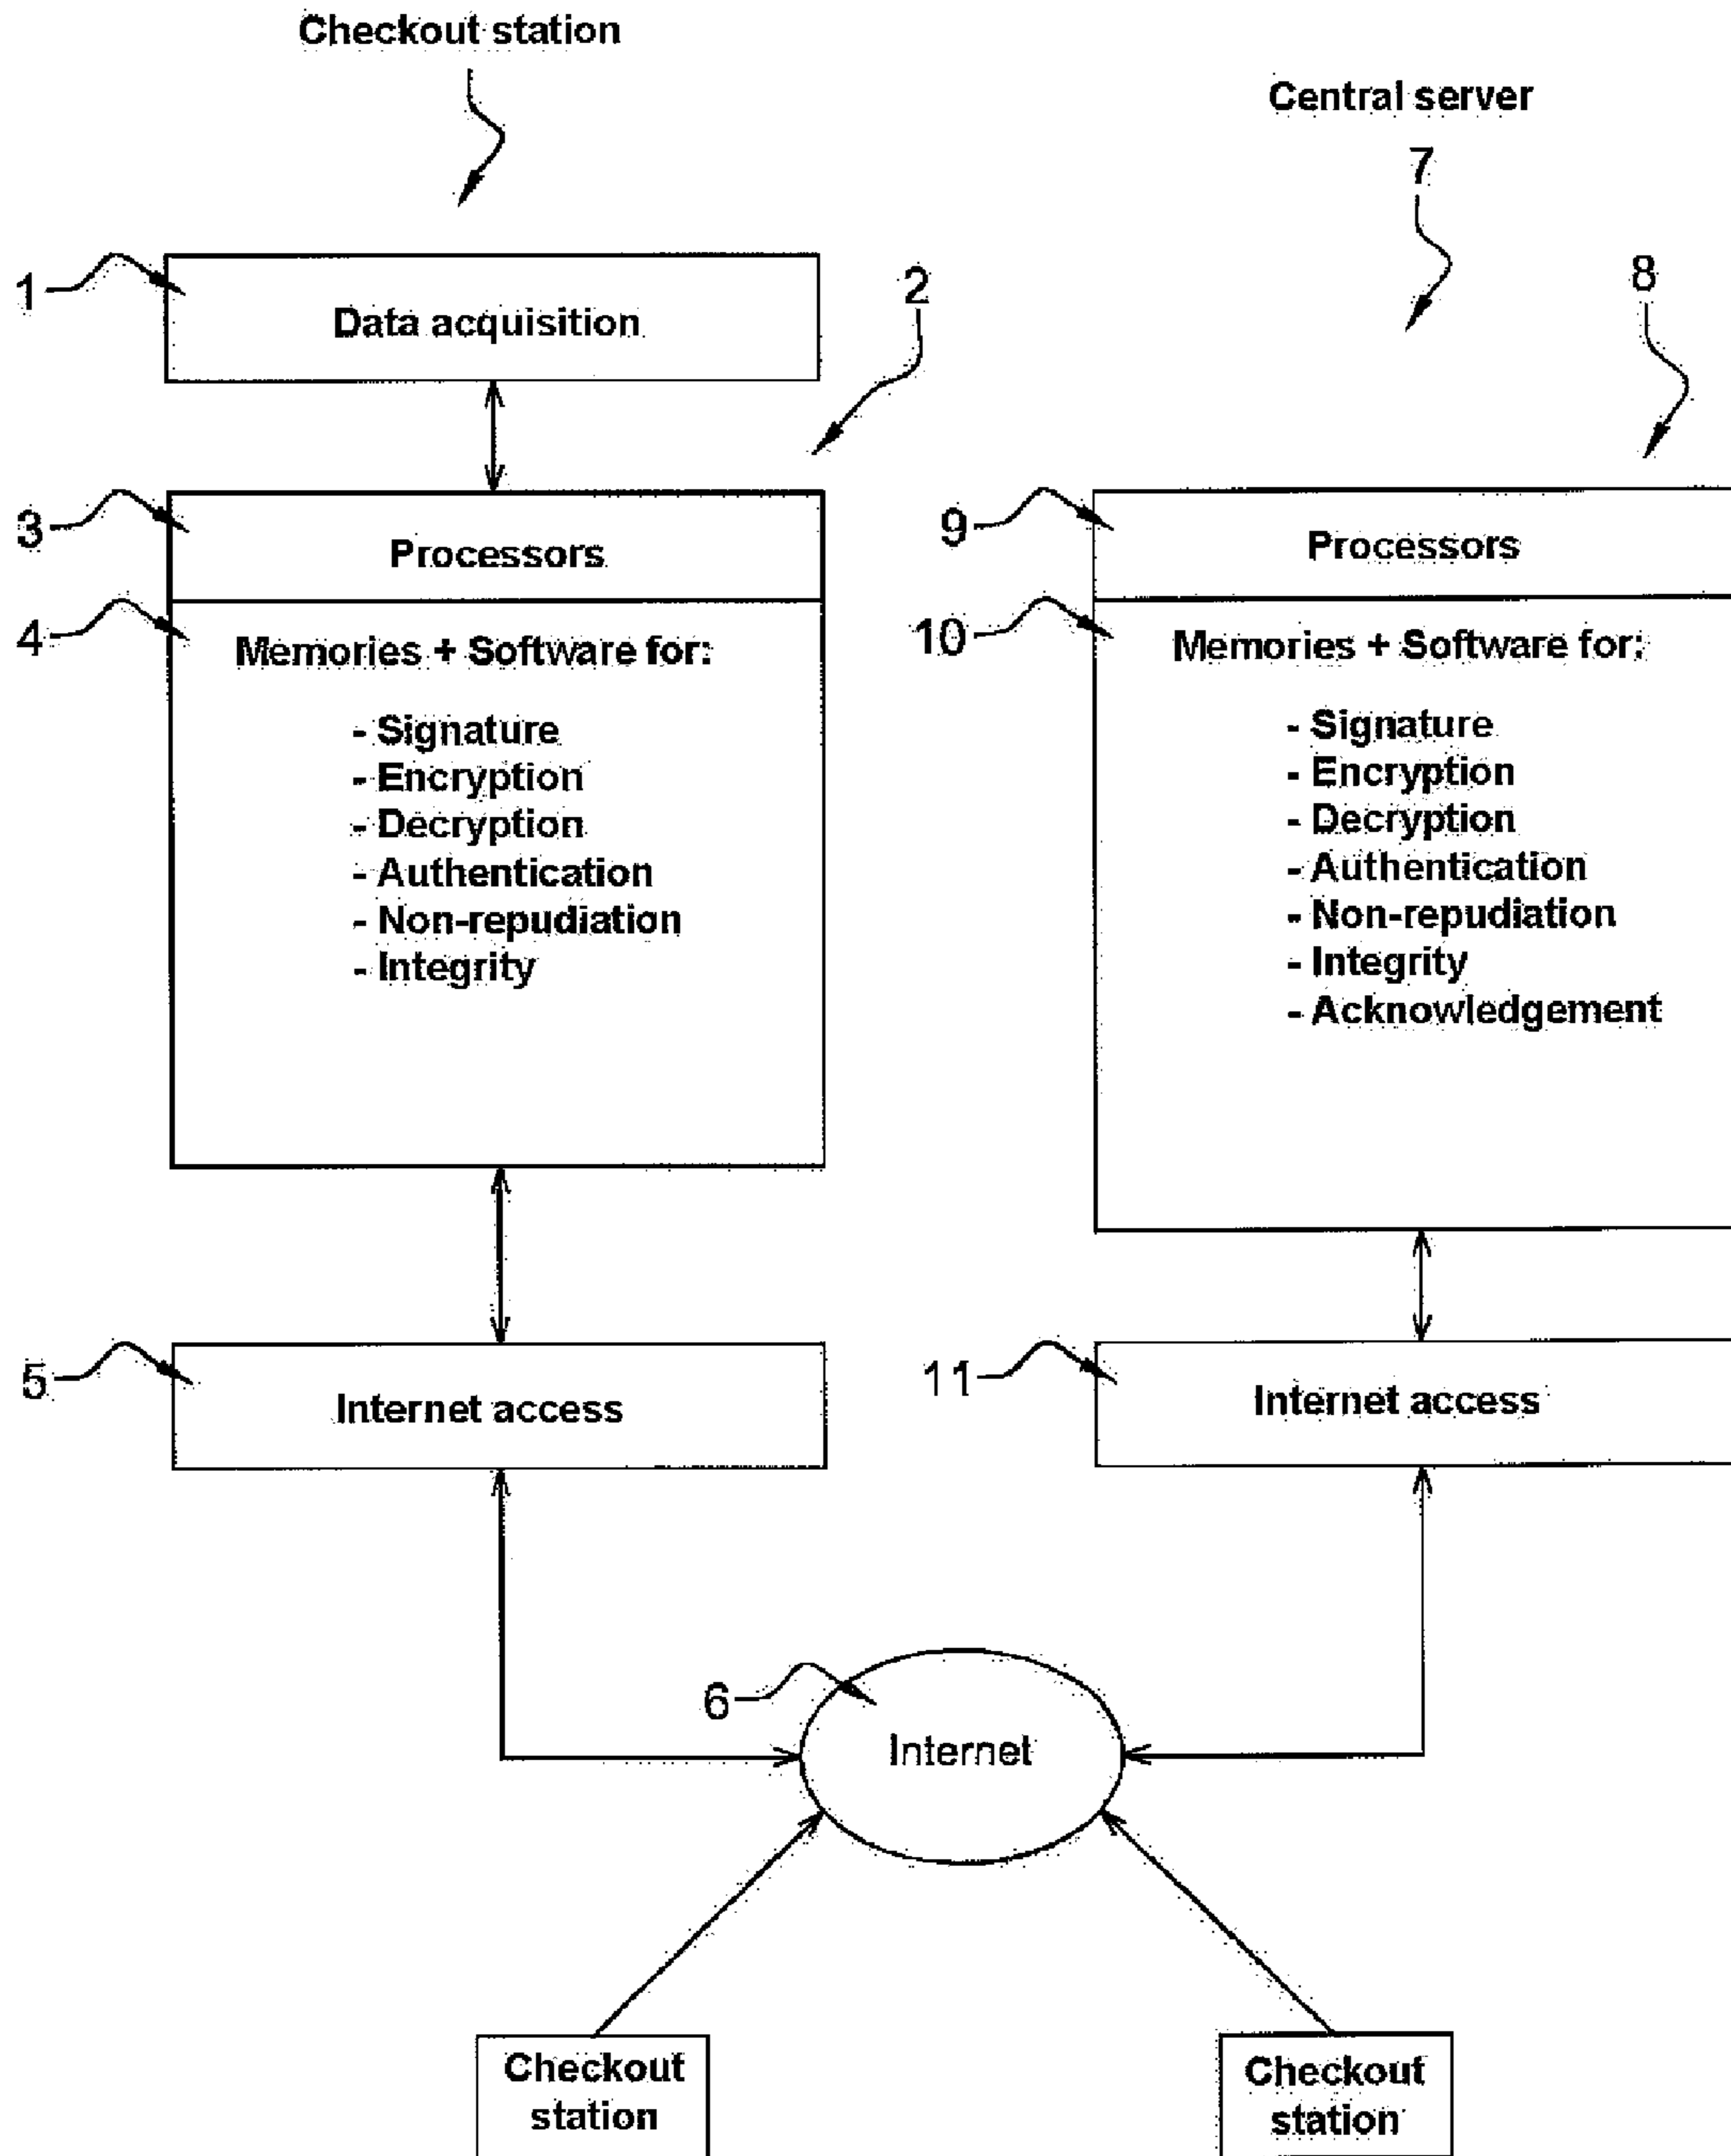 Checkout station
Central server
7
1
Data acquisition
2
8
3
Processors
4
Memories + Software for:
- Signature
- Encryption
- Decryption
- Authentication
- Non-repudiation
- Integrity
9
Processors
10
Memories + Software for:
- Signature
- Encryption
- Decryption
- Authentication
- Non-repudiation
- Integrity
- Acknowledgement
5
Internet access
11
Internet access
6
Internet
Checkout
station
Checkout
station